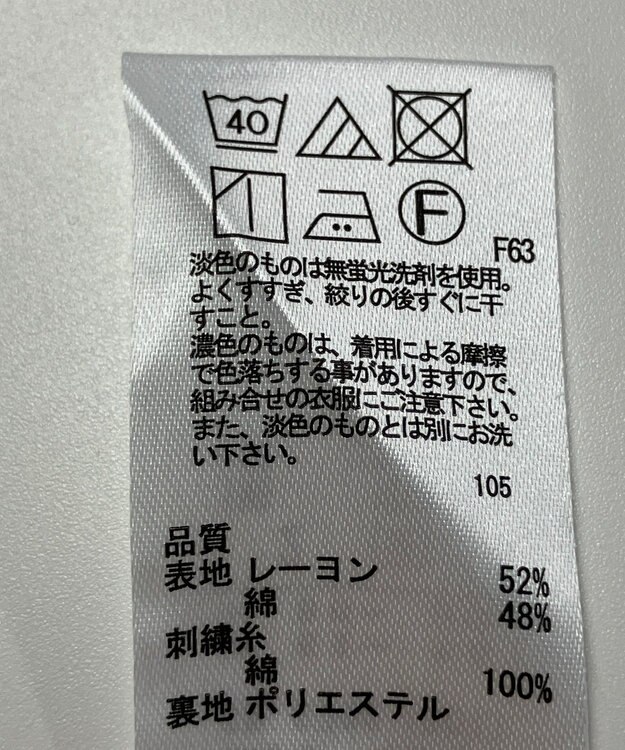 40
F
F63
淡色のものは無蛍光洗剤を使用。
よくすすぎ、絞りの後すぐに干
すこと。
濃色のものは、着用による摩擦
で色落ちする事がありますので、
組み合せの衣服にご注意下さい。
また、淡色のものとは別にお洗
い下さい。
105
品質
表地 レーヨン 52%
綿 48%
刺繍糸
綿 100%
裏地 ポリエステル